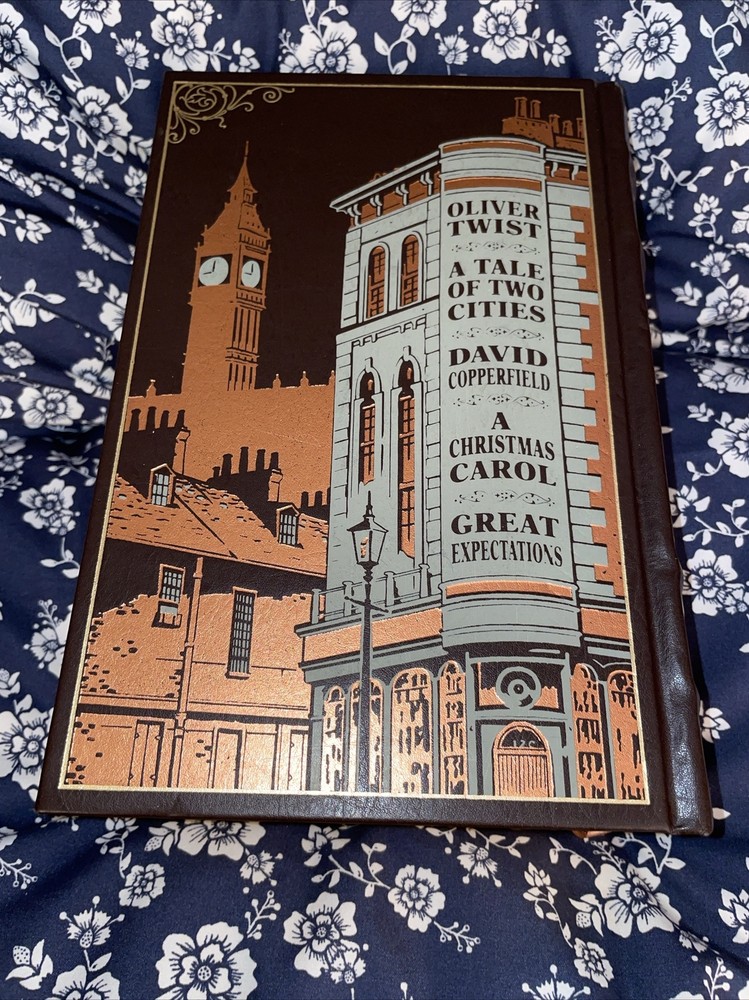 OLIVER
TWIST
A TALE
OF TWO
CITIES
DAVID
COPPERFIELD
A
CHRISTMAS
CAROL
GREAT
EXPECTATIONS